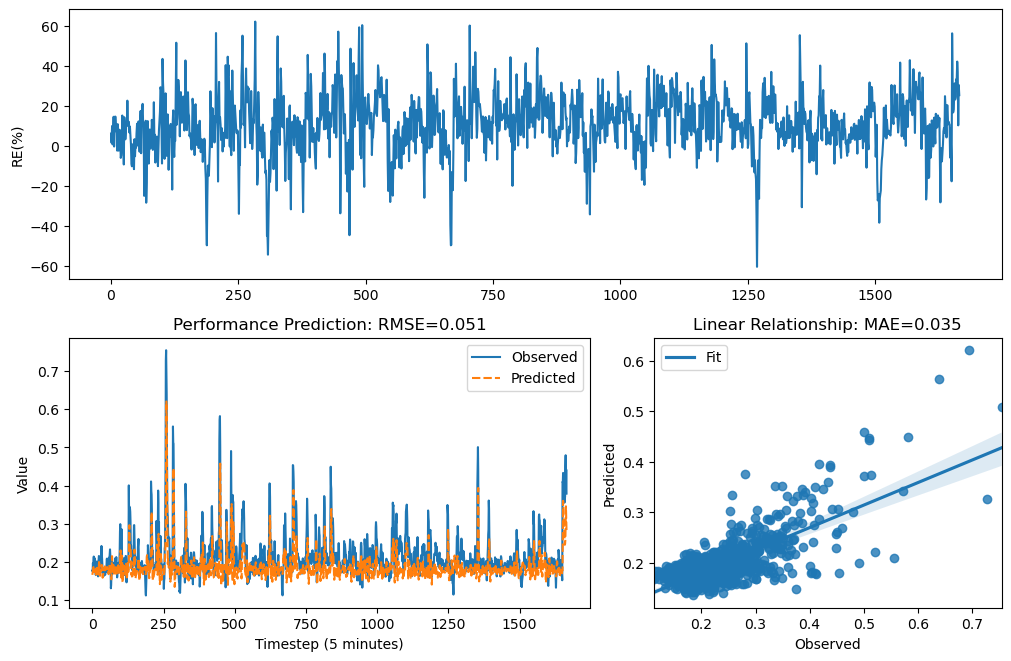 60
40
20
0
−20
−40
−60
RE(%)
0 250 500 750 1000 1250 1500
Performance Prediction: RMSE=0.051
Observed
Predicted
0.7
0.6
0.5
0.4
0.3
0.2
0.1
Value
0 250 500 750 1000 1250 1500
Timestep (5 minutes)
Linear Relationship: MAE=0.035
Fit
0.6
0.5
0.4
0.3
0.2
Predicted
0.2 0.3 0.4 0.5 0.6 0.7
Observed